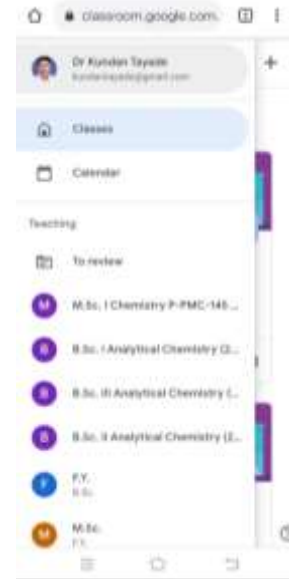 classroom.google.com
Dr Kundan Tayade
Classes
Calendar
Teaching
To review
M
M.Sc. I Chemistry P-PMC-145 ...
B
B.Sc. I Analytical Chemistry (2...
B
B.Sc. III Analytical Chemistry (...
B
B.Sc. II Analytical Chemistry (2...
F
F.Y.
B.Sc.
M
M.Sc.
F.Y.